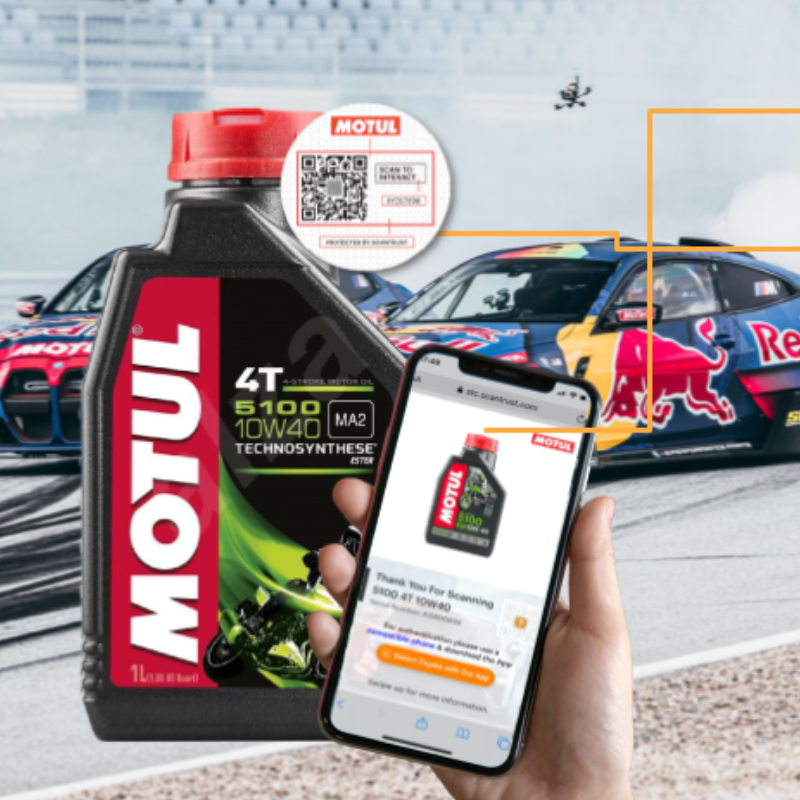 MOTUL
SCAN TO
INTERACT
PROTECTED BY SCANTRUST
MOTUL
®
4T
4-STROKE MOTOR OIL
5100
10W40
MA2
TECHNOSYNTHESE®
ESTER
1L
MOTUL
Red
stc.scantrust.com
MOTUL
MOTUL
5100
Thank You For Scanning
5100 4T 10W40
For authentication please use a
compatible phone & download the App
Detect Copies with Our App
Swipe up for more information.